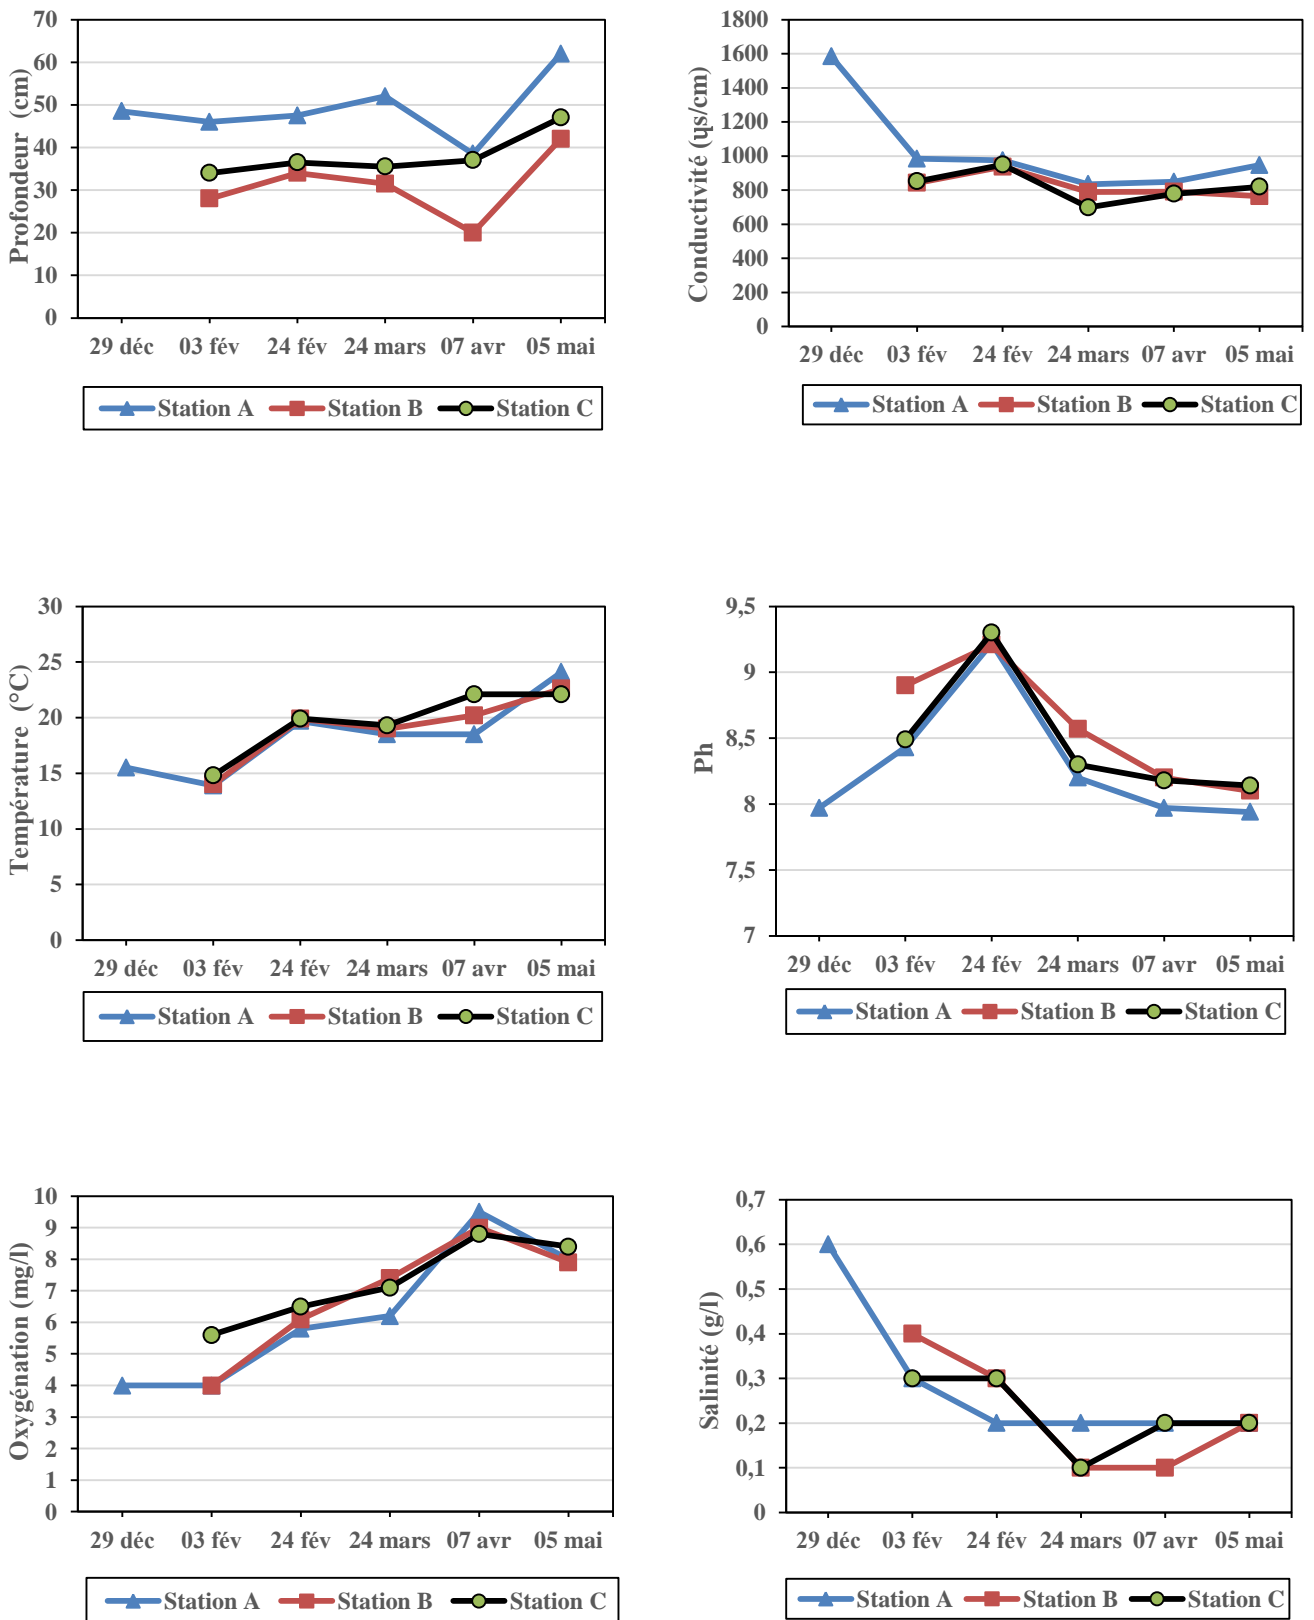 70
60
50
40
30
20
10
0
Profondeur (cm)
29 déc 03 fév 24 fév 24 mars 07 avr 05 mai
Station A Station B Station C
1800
1600
1400
1200
1000
800
600
400
200
0
Conductivité (ɥs/cm)
29 déc 03 fév 24 fév 24 mars 07 avr 05 mai
Station A Station B Station C
30
25
20
15
10
5
0
Température (°C)
29 déc 03 fév 24 fév 24 mars 07 avr 05 mai
Station A Station B Station C
9,5
9
8,5
8
7,5
7
Ph
29 déc 03 fév 24 fév 24 mars 07 avr 05 mai
Station A Station B Station C
10
9
8
7
6
5
4
3
2
1
0
Oxygénation (mg/l)
29 déc 03 fév 24 fév 24 mars 07 avr 05 mai
Station A Station B Station C
0,7
0,6
0,5
0,4
0,3
0,2
0,1
0
Salinité (g/l)
29 déc 03 fév 24 fév 24 mars 07 avr 05 mai
Station A Station B Station C